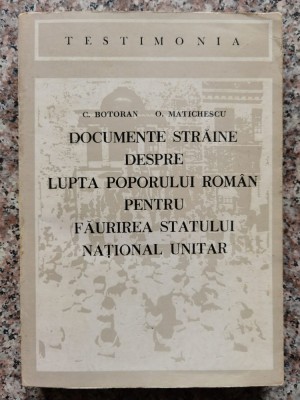 TESTIMONIA
C. BOTORAN O. MATICHESCU
DOCUMENTE STRĂINE
DESPRE
LUPTA POPORULUI ROMÂN
PENTRU
FĂURIREA STATULUI
NAȚIONAL UNITAR